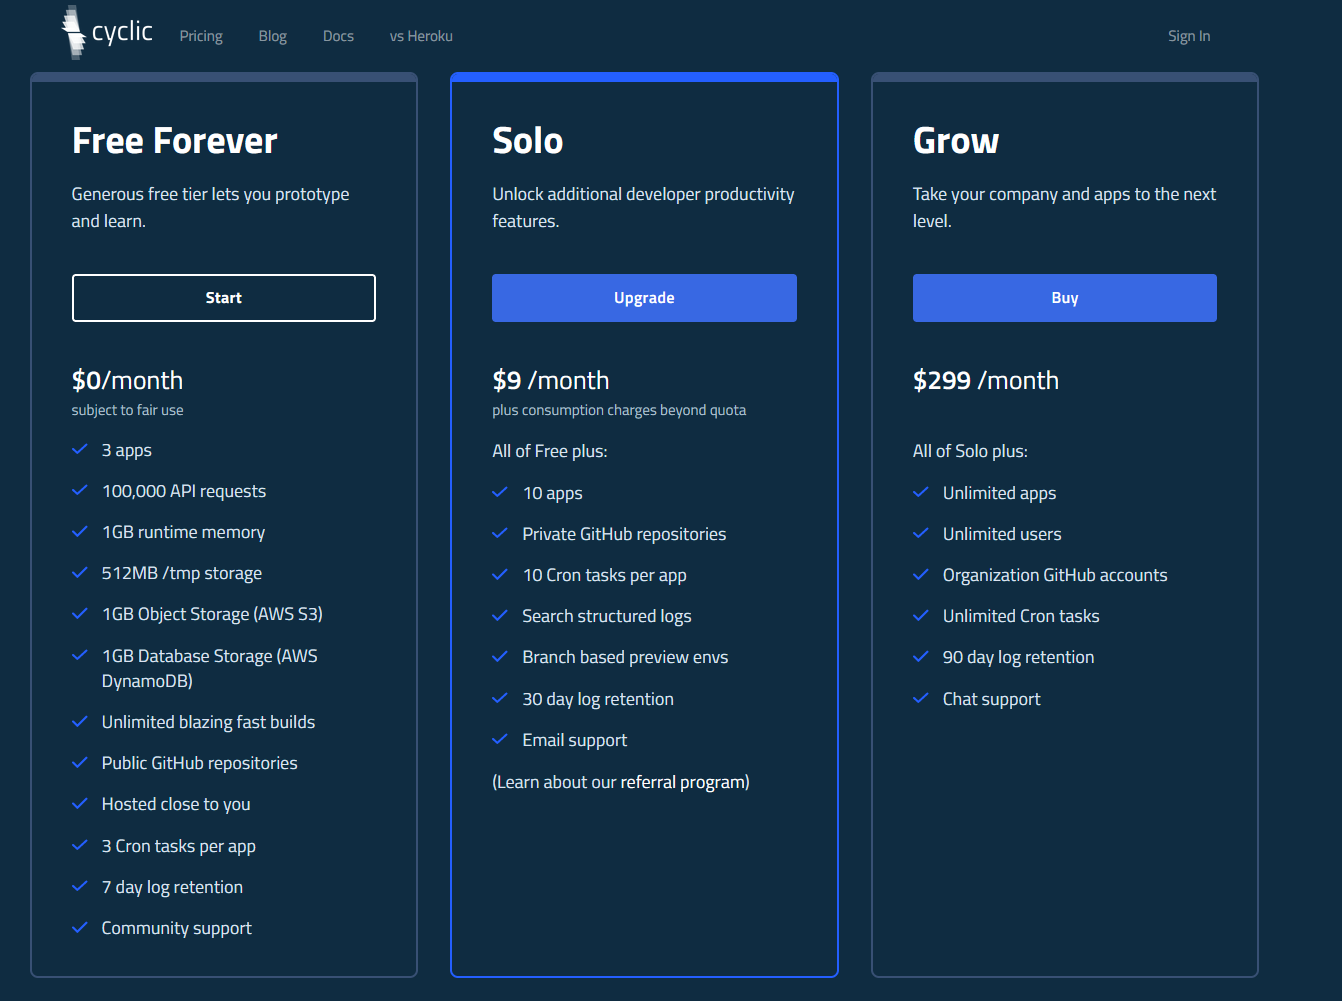 cyclic
Pricing
Blog
Docs
vs Heroku
Sign In
Free Forever
Generous free tier lets you prototype
and learn.
Start
$0/month
subject to fair use
3 apps
100,000 API requests
1GB runtime memory
512MB /tmp storage
1GB Object Storage (AWS S3)
1GB Database Storage (AWS
DynamoDB)
Unlimited blazing fast builds
Public GitHub repositories
Hosted close to you
3 Cron tasks per app
7 day log retention
Community support
Solo
Unlock additional developer productivity
features.
Upgrade
$9 /month
plus consumption charges beyond quota
All of Free plus:
10 apps
Private GitHub repositories
10 Cron tasks per app
Search structured logs
Branch based preview envs
30 day log retention
Email support
(Learn about our referral program)
Grow
Take your company and apps to the next
level.
Buy
$299 /month
All of Solo plus:
Unlimited apps
Unlimited users
Organization GitHub accounts
Unlimited Cron tasks
90 day log retention
Chat support